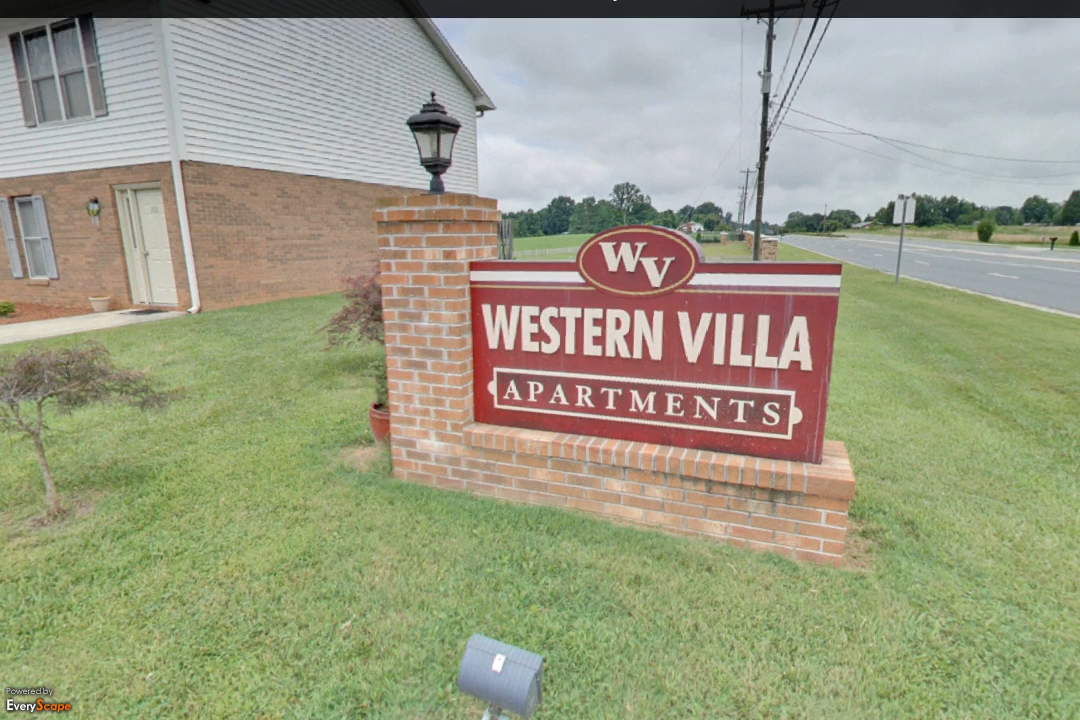 WV
WESTERN VILLA
APARTMENTS
Powered by
EveryScape